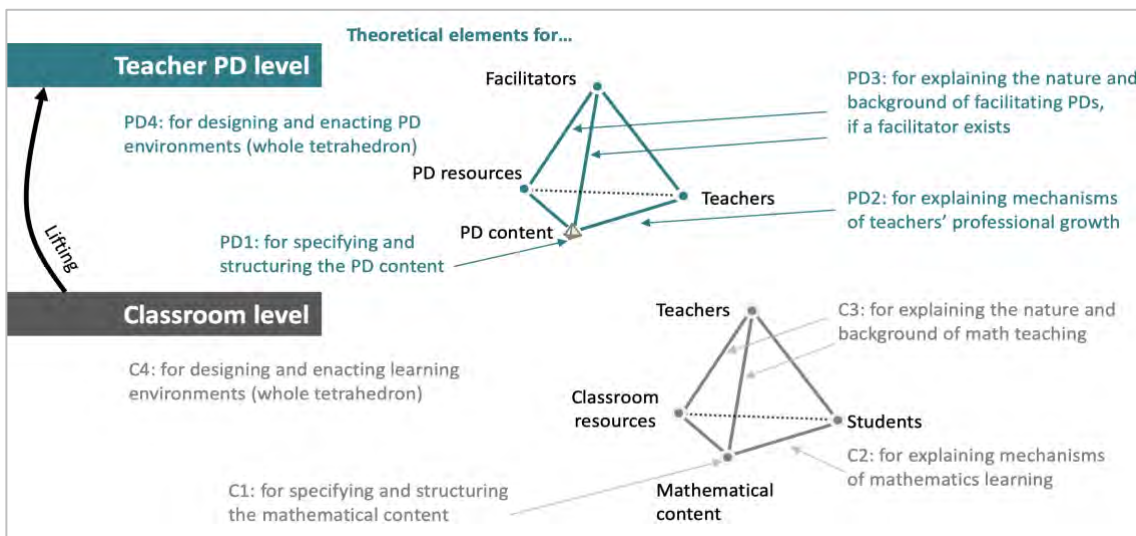 Theoretical elements for...
Teacher PD level
Facilitators
PD3: for explaining the nature and
background of facilitating PDs,
if a facilitator exists
PD4: for designing and enacting PD
environments (whole tetrahedron)
PD resources
Teachers
PD2: for explaining mechanisms
of teachers’ professional growth
PD content
PD1: for specifying and
structuring the PD content
Lifting
Classroom level
Teachers
C3: for explaining the nature and
background of math teaching
C4: for designing and enacting learning
environments (whole tetrahedron)
Classroom
resources
Students
C2: for explaining mechanisms
of mathematics learning
C1: for specifying and structuring
the mathematical content
Mathematical
content